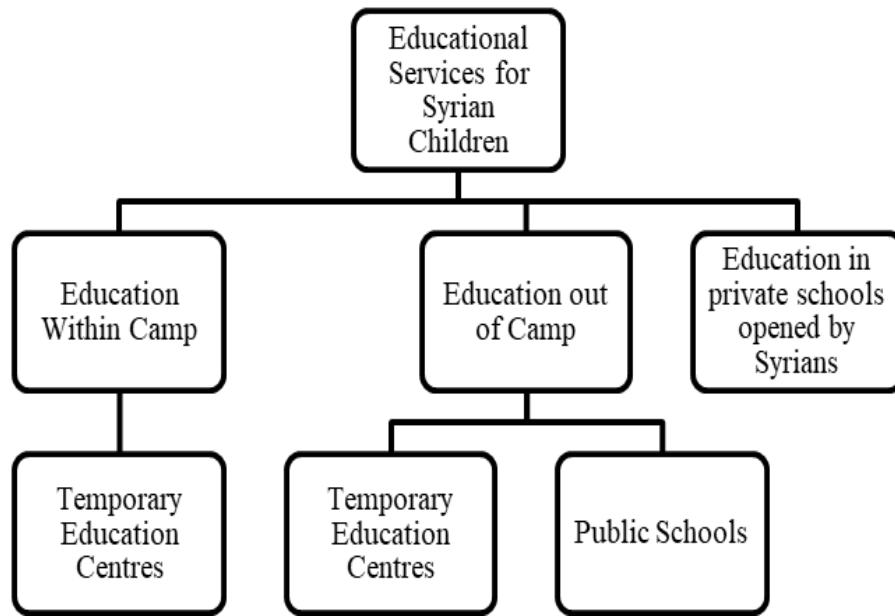 Educational
Services for
Syrian
Children
Education
Within Camp
Education out
of Camp
Education in
private schools
opened by
Syrians
Temporary
Education
Centres
Temporary
Education
Centres
Public Schools